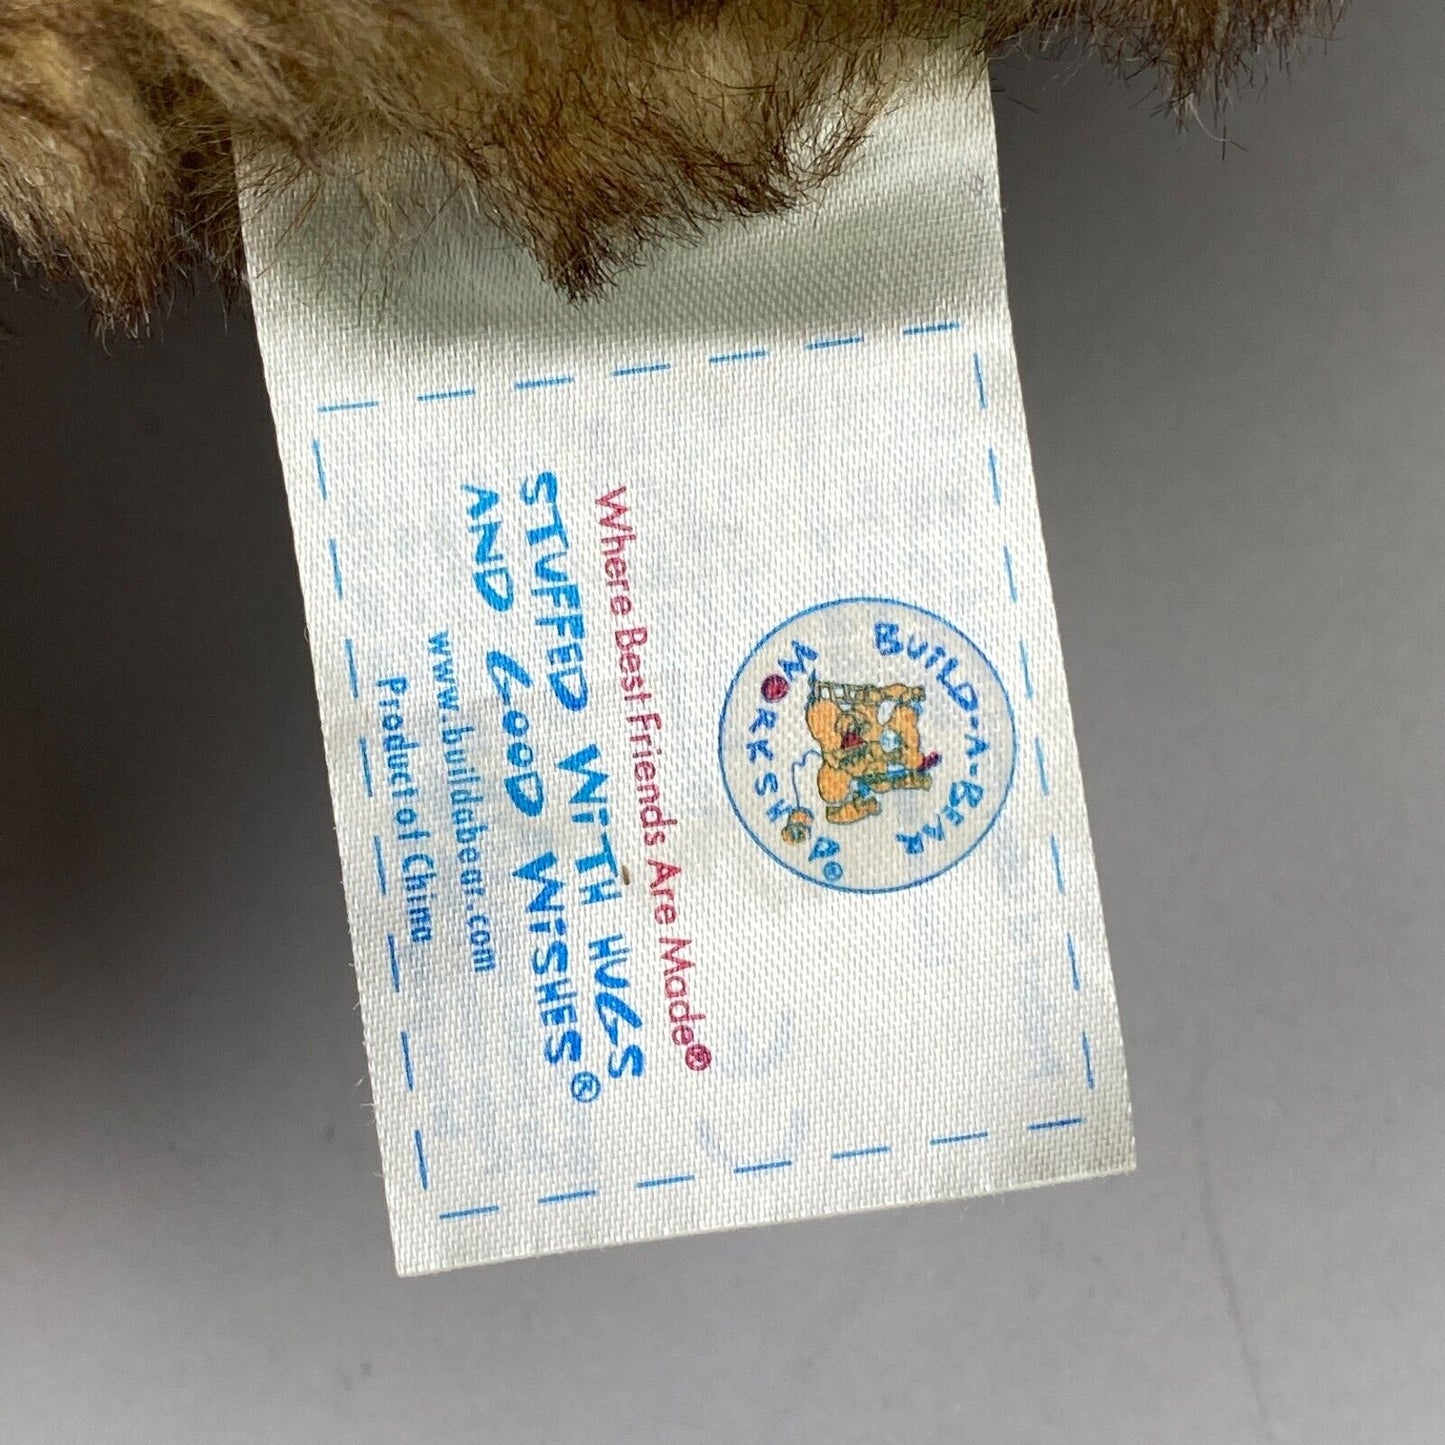 BUILD-A-BEAR
WORKSHOP®
Where Best Friends Are Made®
STUFFED WITH HUGS
AND GOOD WISHES®
www.buildabear.com
Product of China